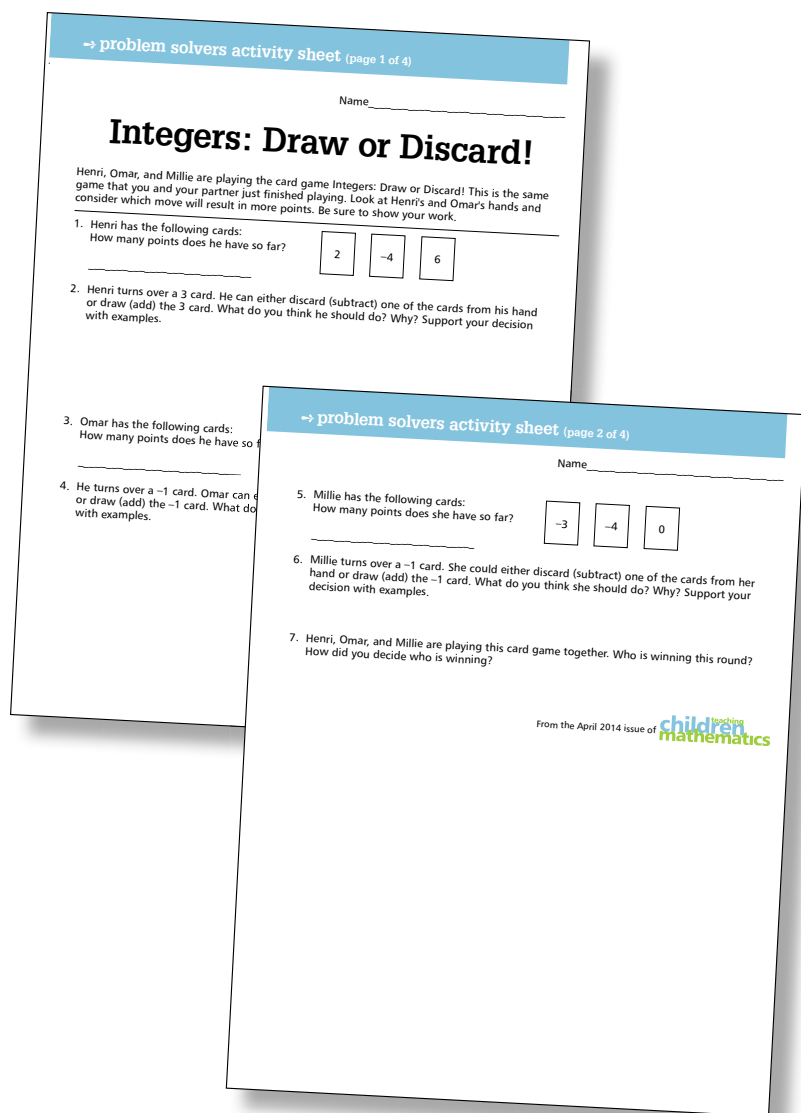 ➺ problem solvers activity sheet (page 1 of 4)
Name
Integers: Draw or Discard!
Henri, Omar, and Millie are playing the card game Integers: Draw or Discard! This is the same
game that you and your partner just finished playing. Look at Henri's and Omar's hands and
consider which move will result in more points. Be sure to show your work.
1. Henri has the following cards:
How many points does he have so far?
2 –4 6
2. Henri turns over a 3 card. He can either discard (subtract) one of the cards from his hand
or draw (add) the 3 card. What do you think he should do? Why? Support your decision
with examples.
3. Omar has the following cards:
How many points does he have so f
4. He turns over a –1 card. Omar can e
or draw (add) the –1 card. What do
with examples.
➺ problem solvers activity sheet (page 2 of 4)
Name
5. Millie has the following cards:
How many points does she have so far?
–3 –4 0
6. Millie turns over a –1 card. She could either discard (subtract) one of the cards from her
hand or draw (add) the –1 card. What do you think she should do? Why? Support your
decision with examples.
7. Henri, Omar, and Millie are playing this card game together. Who is winning this round?
How did you decide who is winning?
From the April 2014 issue of
teaching
children
mathematics